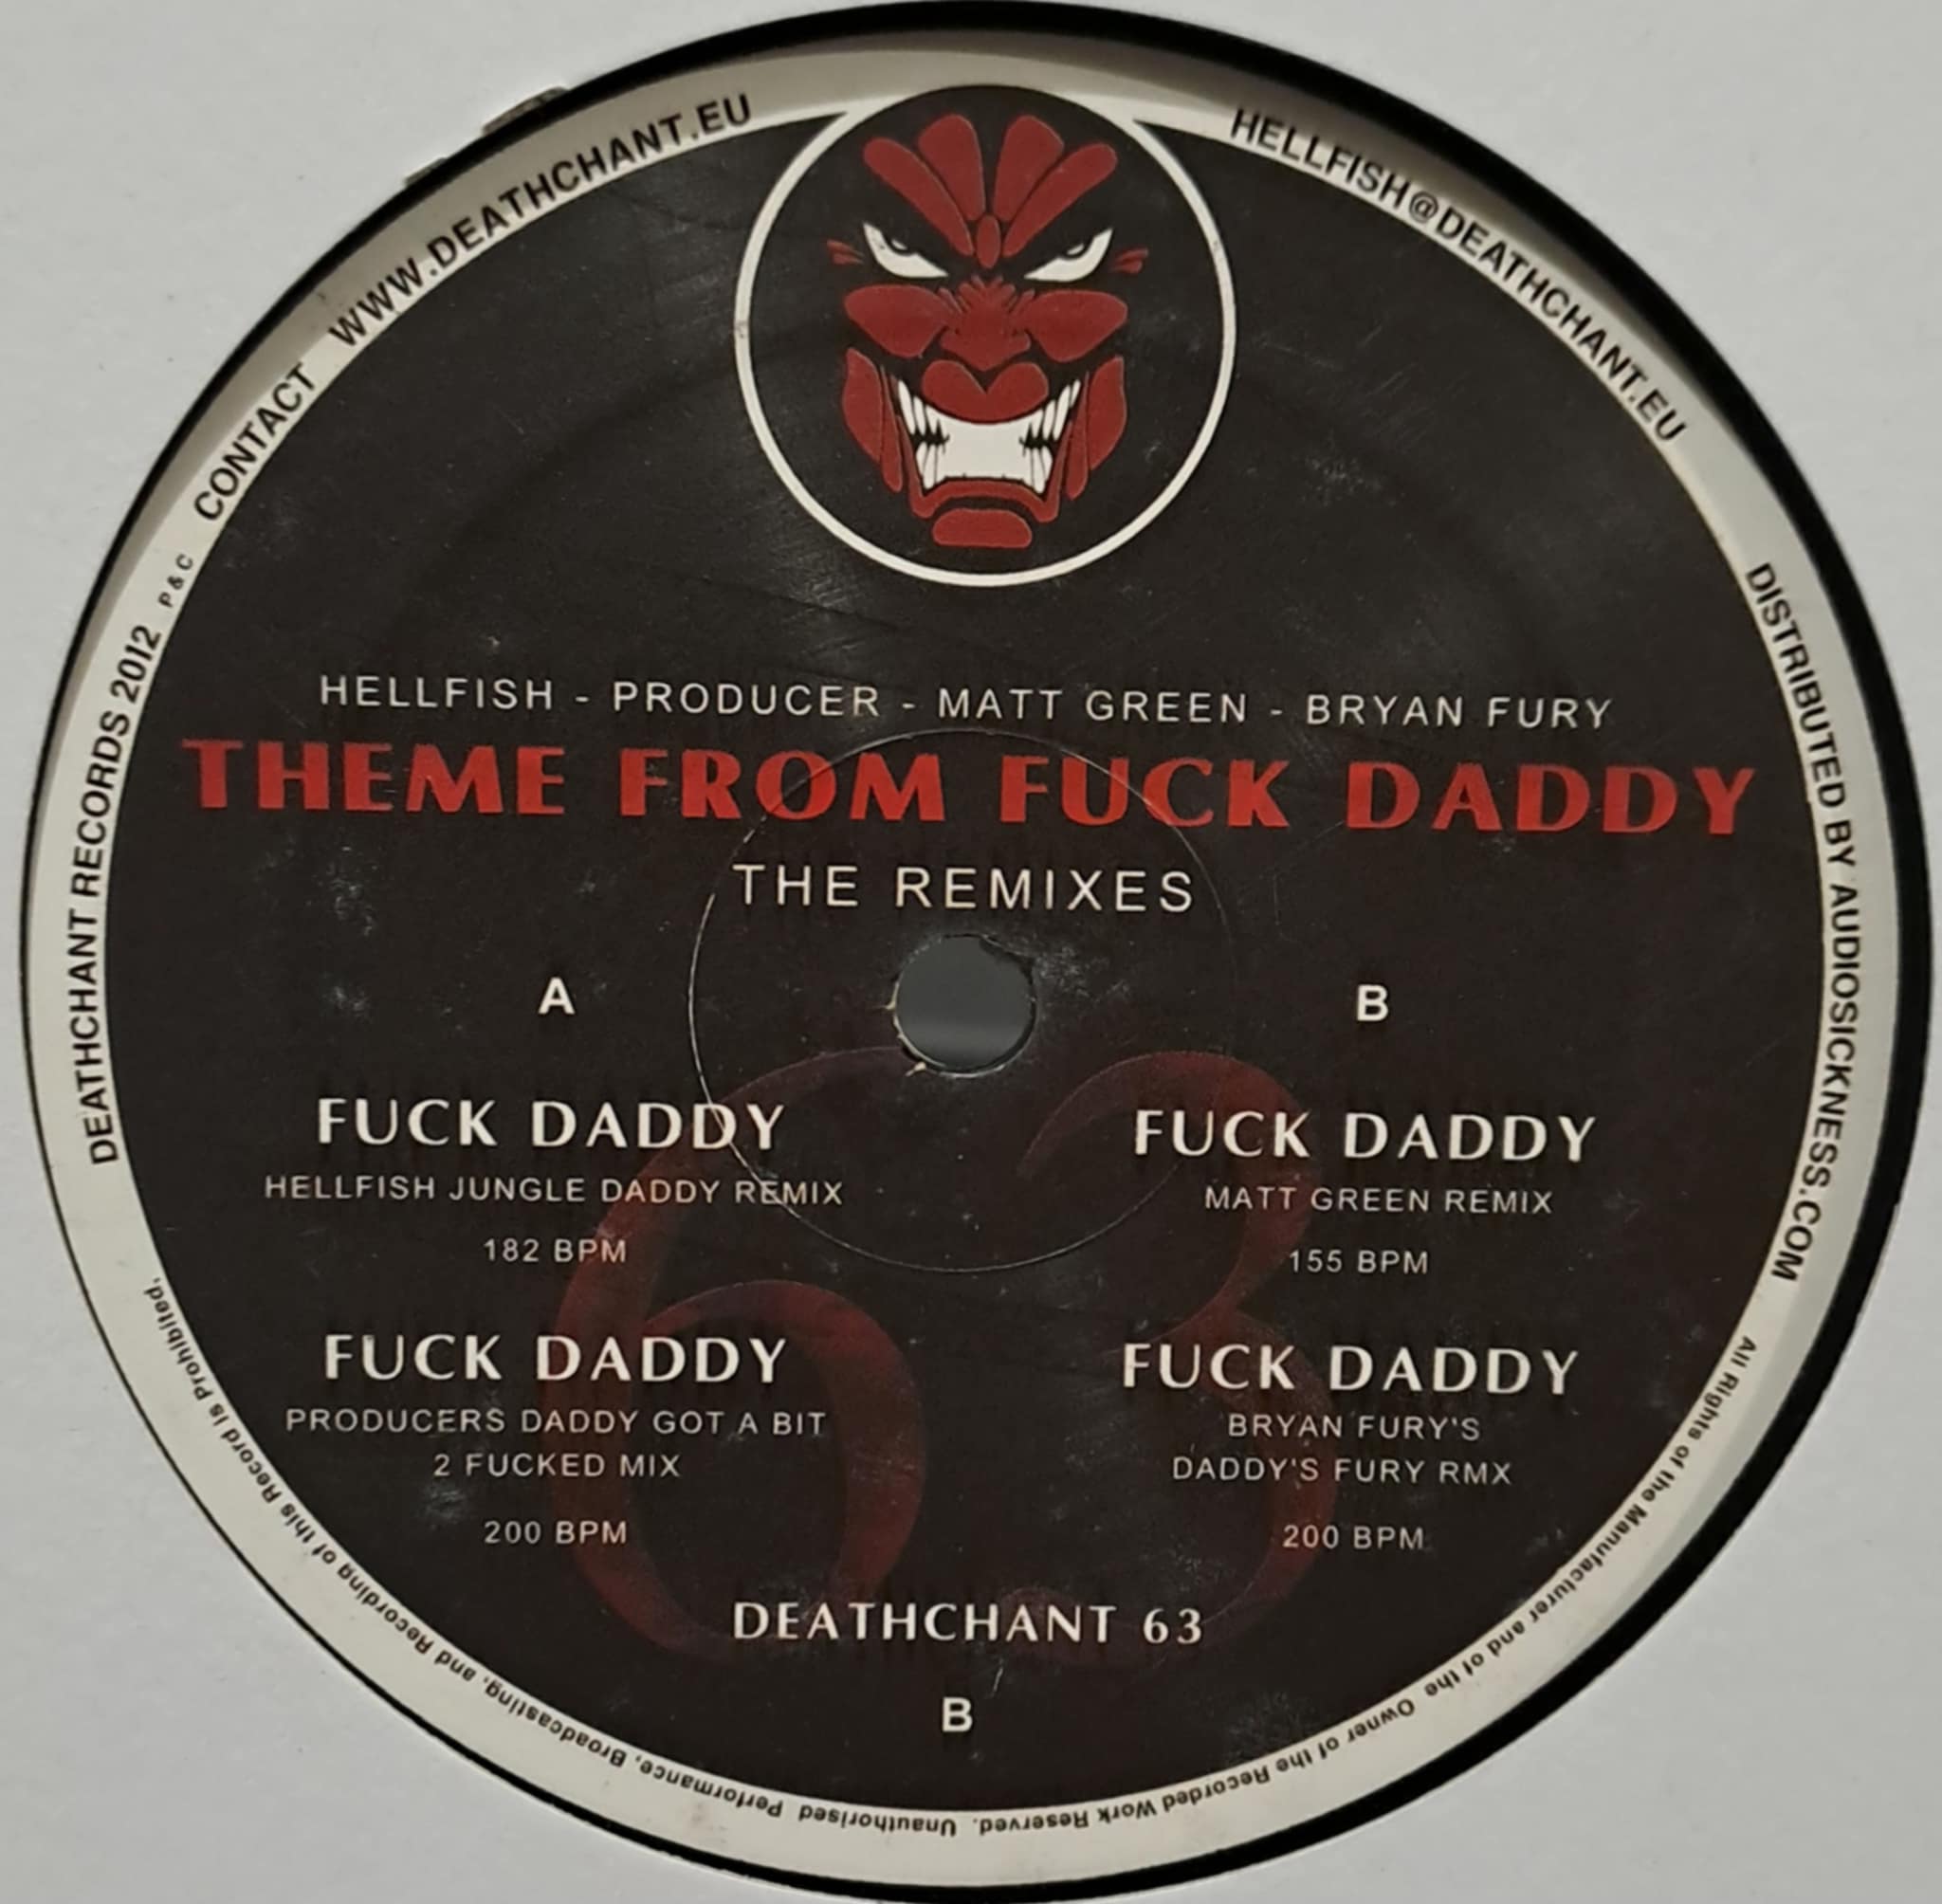 DEATHCHANT RECORDS 2012 P & C CONTACT WWW.DEATHCHANT.EU
HELLFISH@DEATHCHANT.EU
DISTRIBUTED BY AUDIOSICKNESS.COM
HELLFISH - PRODUCER - MATT GREEN - BRYAN FURY
THEME FROM FUCK DADDY
THE REMIXES
A
FUCK DADDY
HELLFISH JUNGLE DADDY REMIX
182 BPM
FUCK DADDY
PRODUCERS DADDY GOT A BIT
2 FUCKED MIX
200 BPM
B
FUCK DADDY
MATT GREEN REMIX
155 BPM
FUCK DADDY
BRYAN FURY'S
DADDY'S FURY RMX
200 BPM
63
DEATHCHANT 63
B
All Rights of the Manufacturer and of the Owner of the Recorded Work Reserved. Unauthorised Performance, Broadcasting, and Recording of this Record is Prohibited.